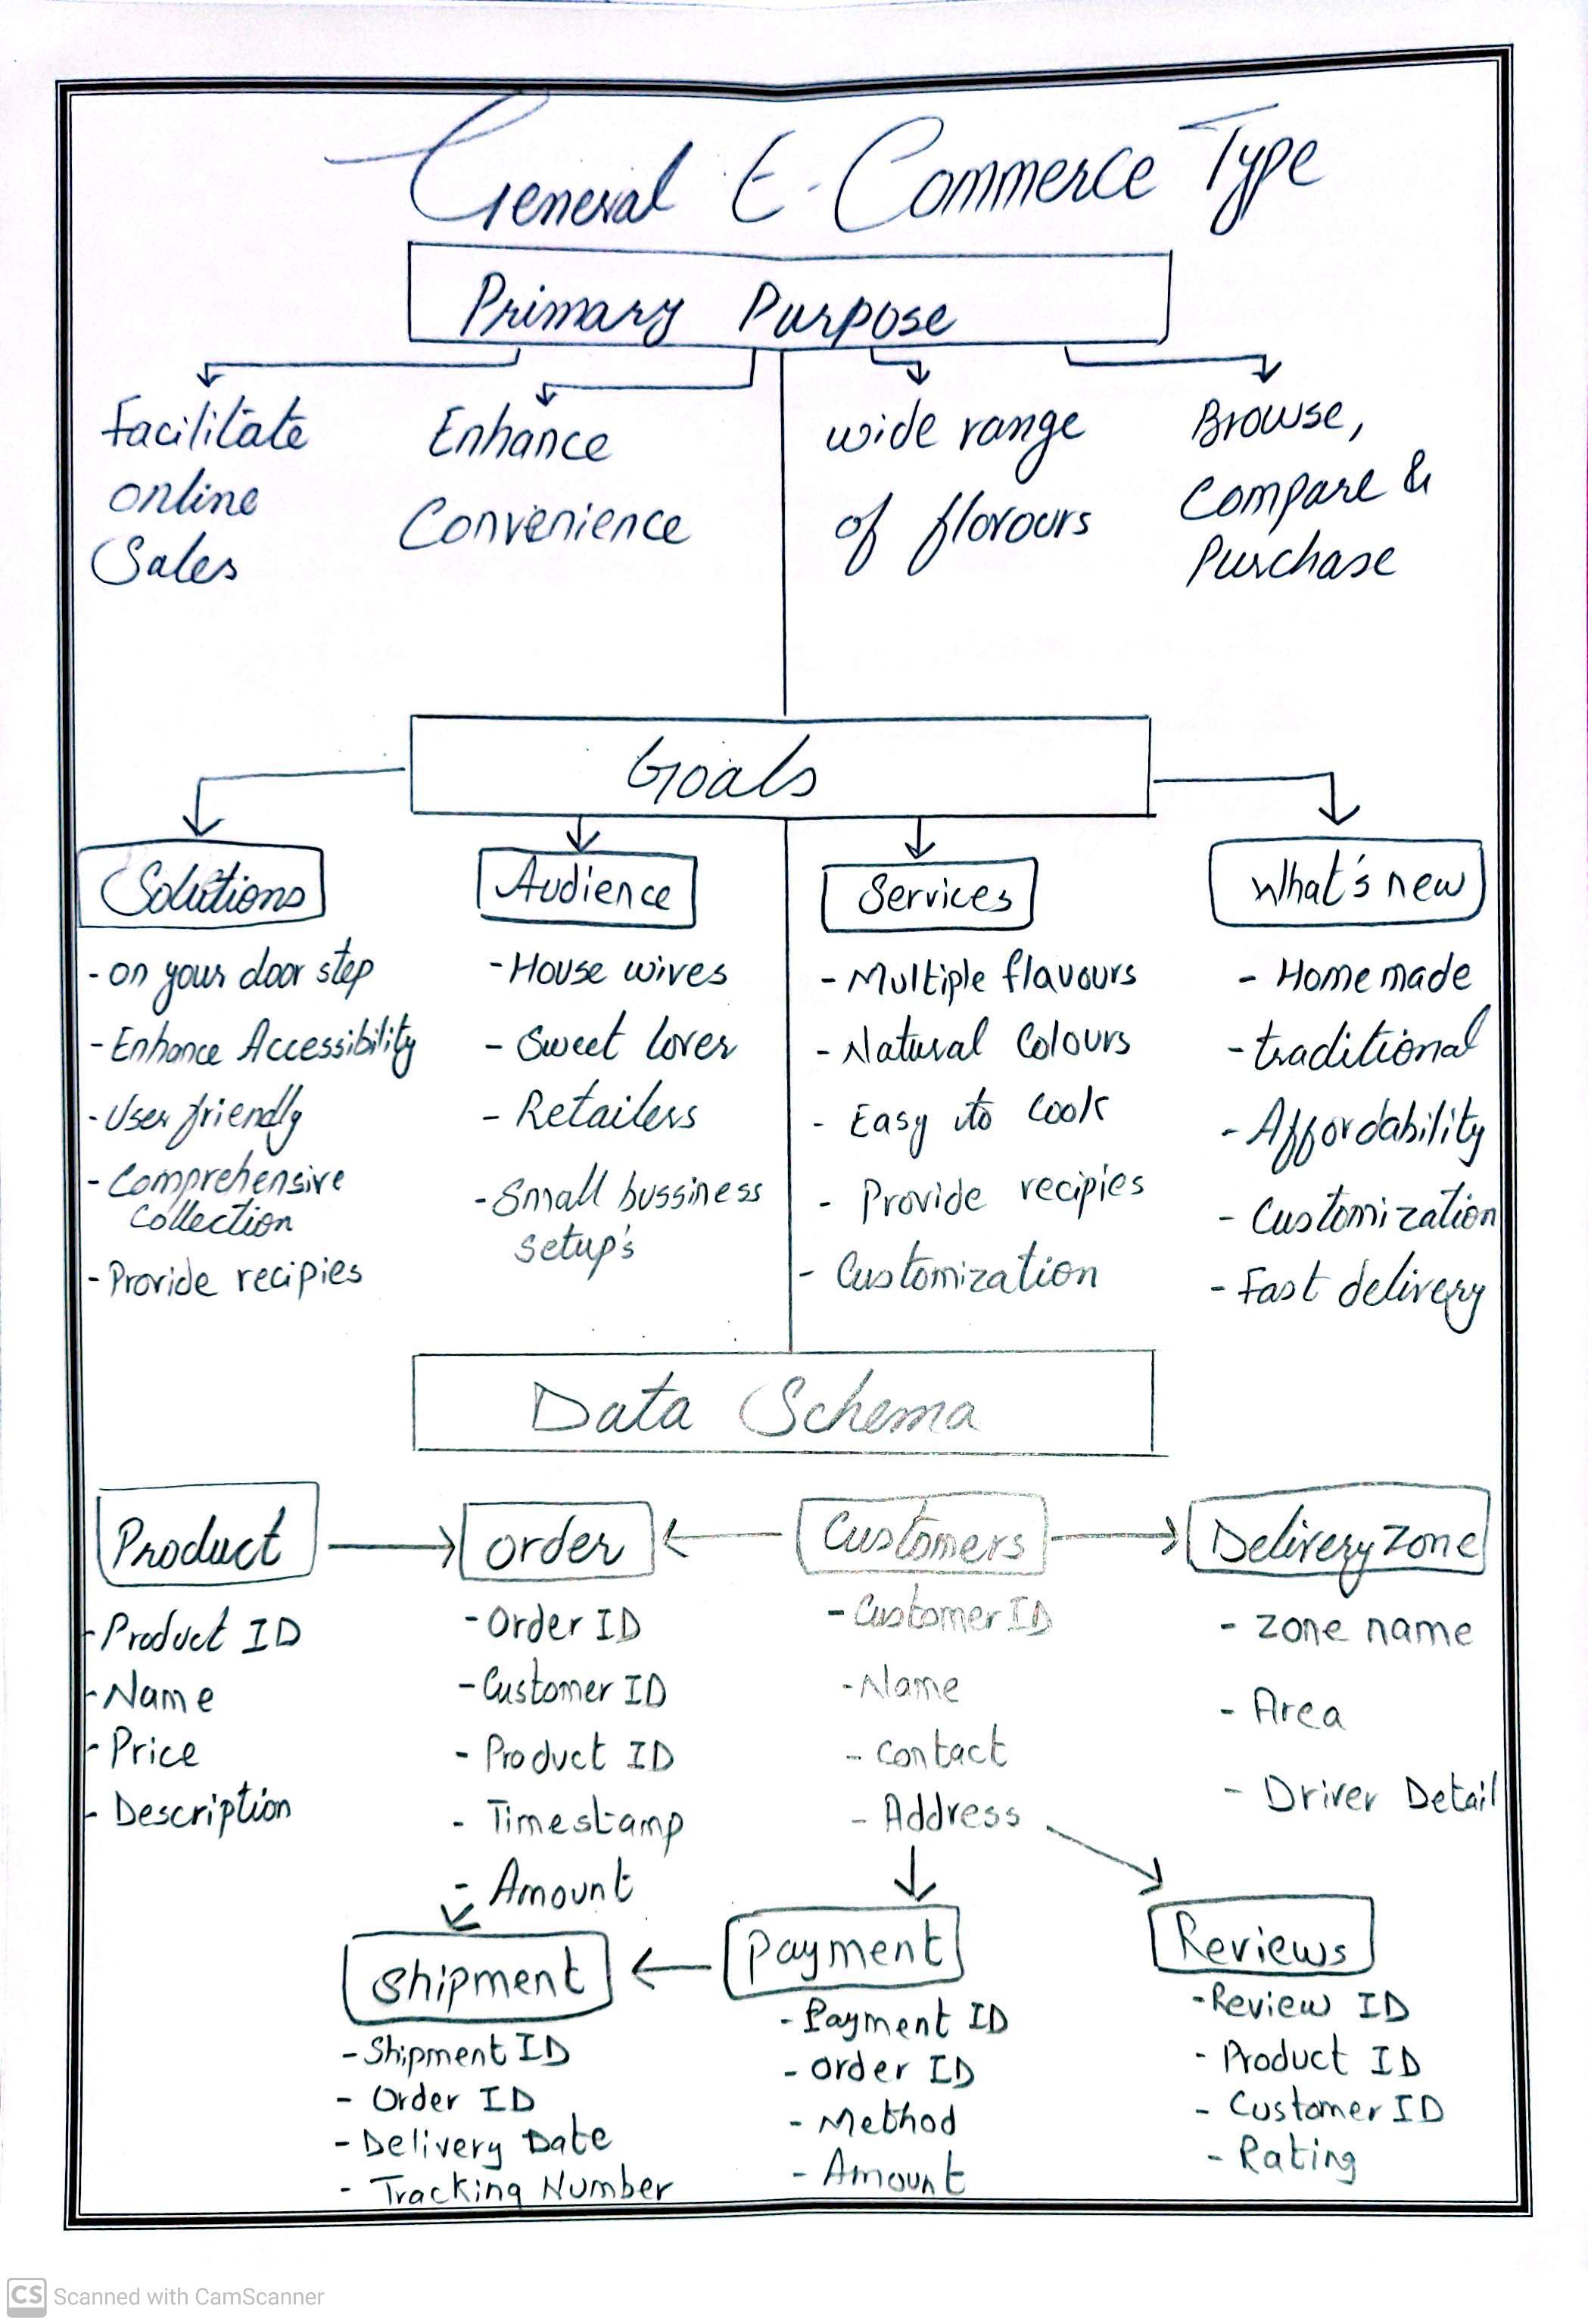 General E-Commerce Type
Primary Purpose
Facilitate
online
Sales
Enhance
Convenience
wide range
of flovours
Browse,
Compare &
Purchase
Goals
Solutions
- on your door step
- Enhance Accessibility
- User friendly
- Comprehensive
Collection
- Provide recipies
Audience
- House wives
- Sweet lover
- Retailers
- Small bussiness
setup's
Services
- Multiple flavours
- Natural Colours
- Easy to Cook
- Provide recipies
- Customization
What's new
- Homemade
- traditional
- Affordability
- Customization
- Fast delivery
Data Schema
Product
- Product ID
- Name
- Price
- Description
order
- Order ID
- Customer ID
- Product ID
- Timestamp
- Amount
Customers
- Customer ID
- Name
- Contact
- Address
Delivery zone
- zone name
- Area
- Driver Detail
Shipment
- Shipment ID
- Order ID
- Delivery Date
- Tracking Number
Payment
- Payment ID
- Order ID
- Method
- Amount
Reviews
- Review ID
- Product ID
- Customer ID
- Rating
CS Scanned with CamScanner